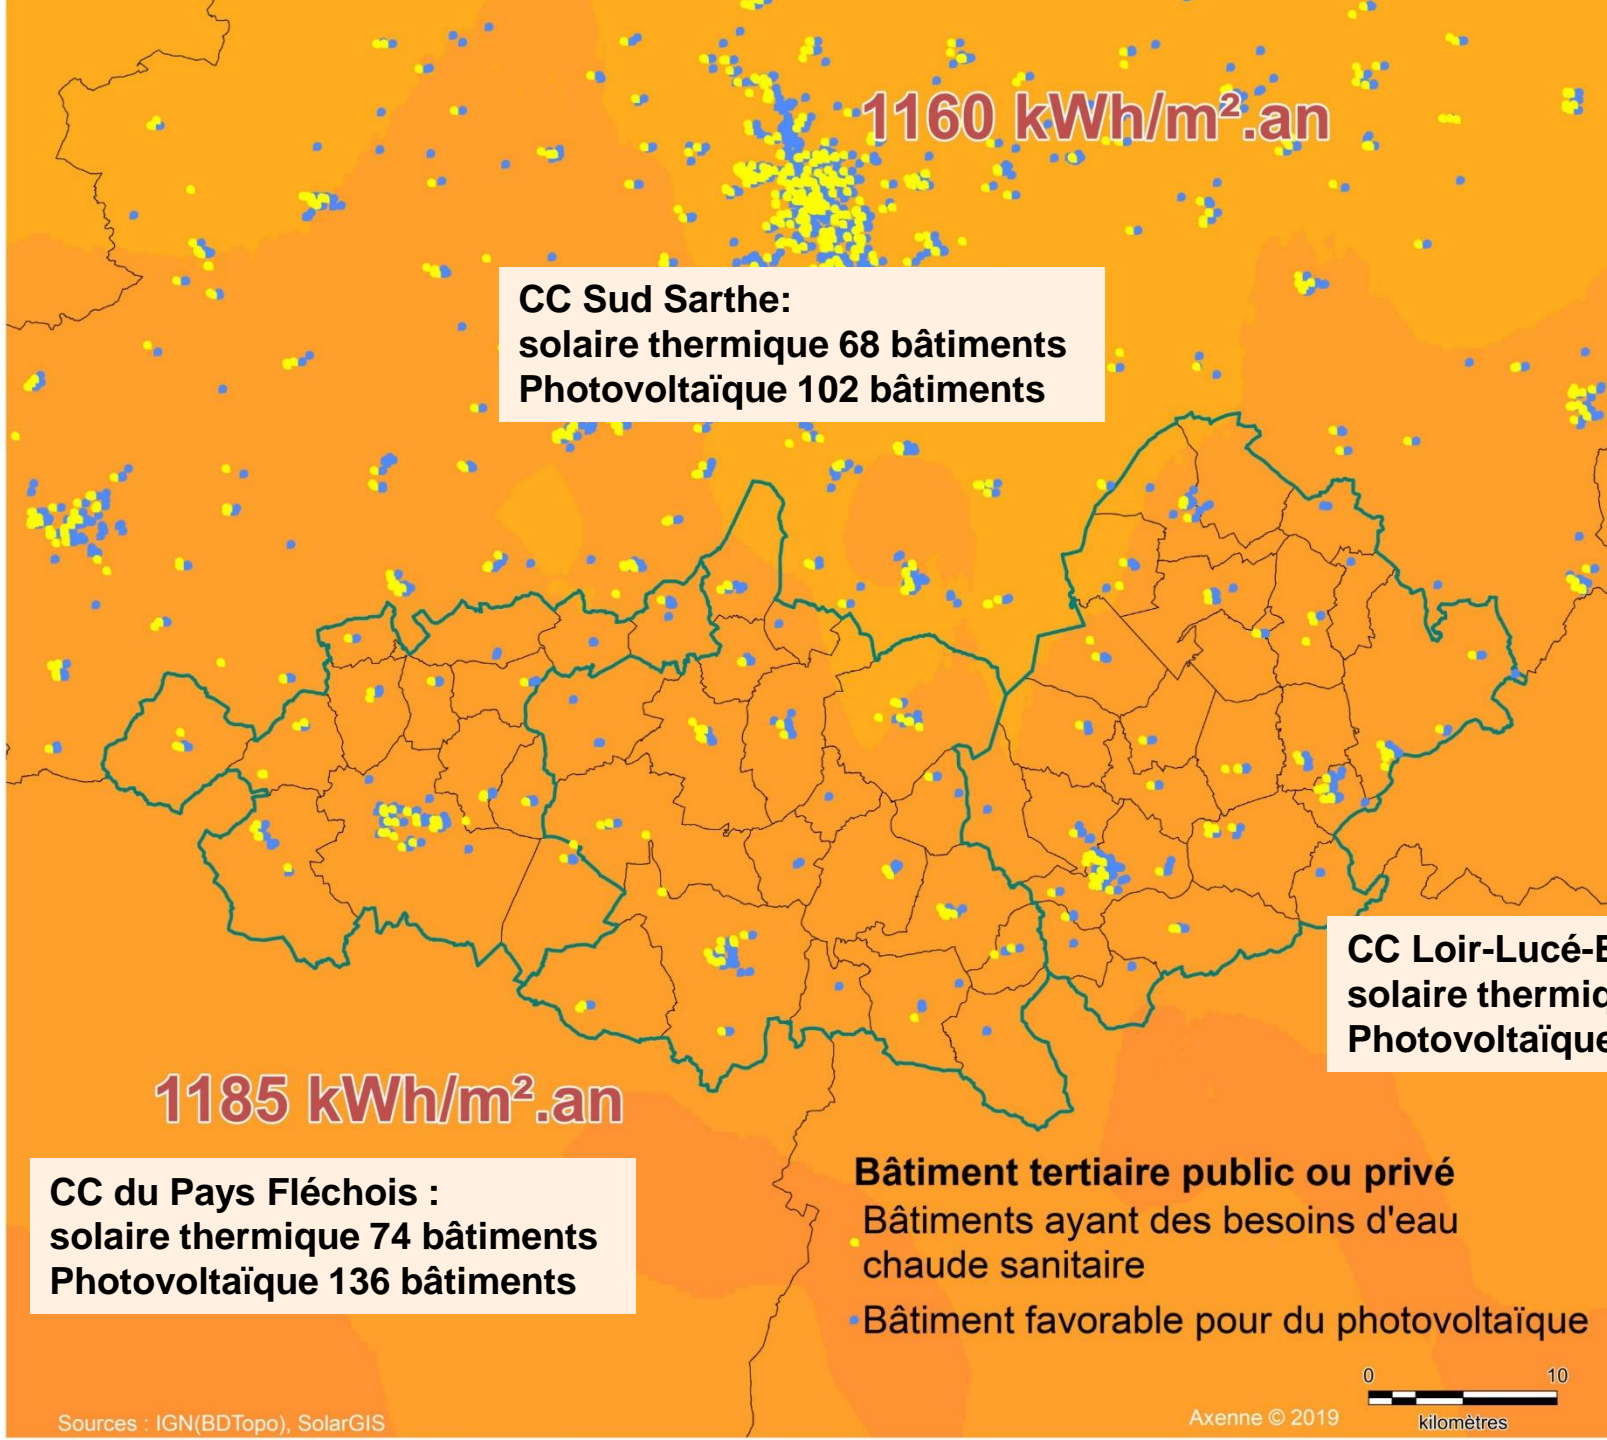 1160 kWh/m².an
CC Sud Sarthe:
solaire thermique 68 bâtiments
Photovoltaïque 102 bâtiments
CC Loir-Lucé-
solaire
Photovoltaïque
1185 kWh/m².an
CC du Pays Fléchois :
solaire thermique 74 bâtiments
Photovoltaïque 136 bâtiments
Bâtiment tertiaire public ou privé
Bâtiments ayant des besoins d'eau
chaude sanitaire
Bâtiment favorable pour du photovoltaïque
0 10
kilomètres
Sources : IGN(BDTopo), SolarGIS
Axenne © 2019